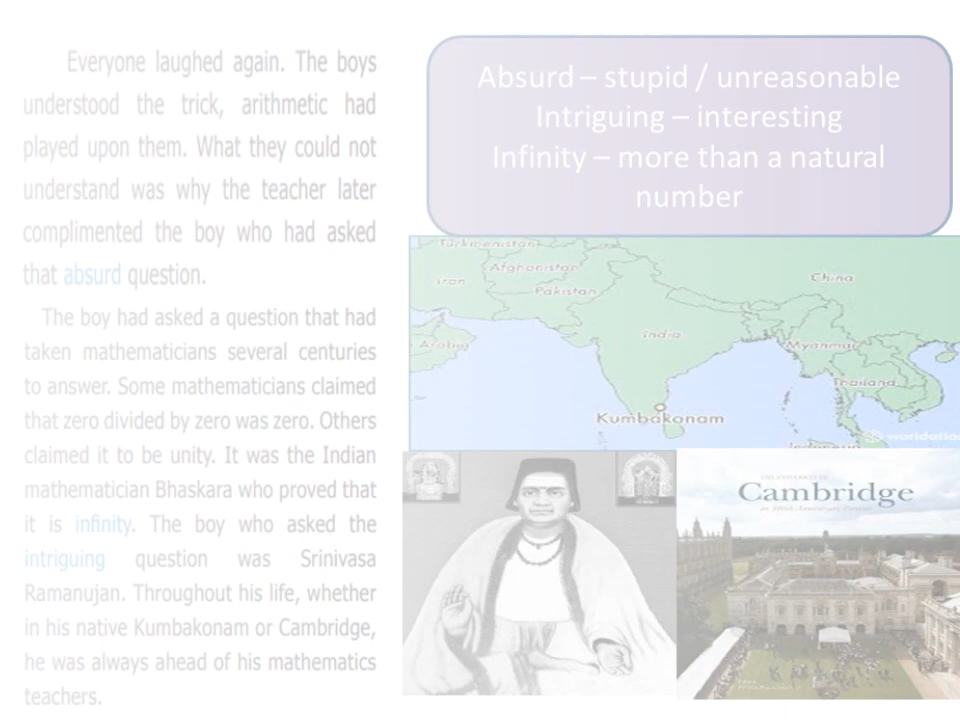 Everyone laughed again. The boys
understood the trick, arithmetic had
played upon them. What they could not
understand was why the teacher later
complimented the boy who had asked
that absurd question.
The boy had asked a question that had
taken mathematicians several centuries
to answer. Some mathematicians claimed
that zero divided by zero was zero. Others
claimed it to be unity. It was the Indian
mathematician Bhaskara who proved that
it is infinity. The boy who asked the
intriguing question was Srinivasa
Ramanujan. Throughout his life, whether
in his native Kumbakonam or Cambridge,
he was always ahead of his mathematics
teachers.
Absurd – stupid / unreasonable
Intriguing – interesting
Infinity – more than a natural
number
Turkmenistan
Afghanistan
Iran
China
Pakistan
India
Arabia
Myanmar
Thailand
Kumbakonam
Indonesia
worldatlas
THE UNIVERSITY OF
Cambridge